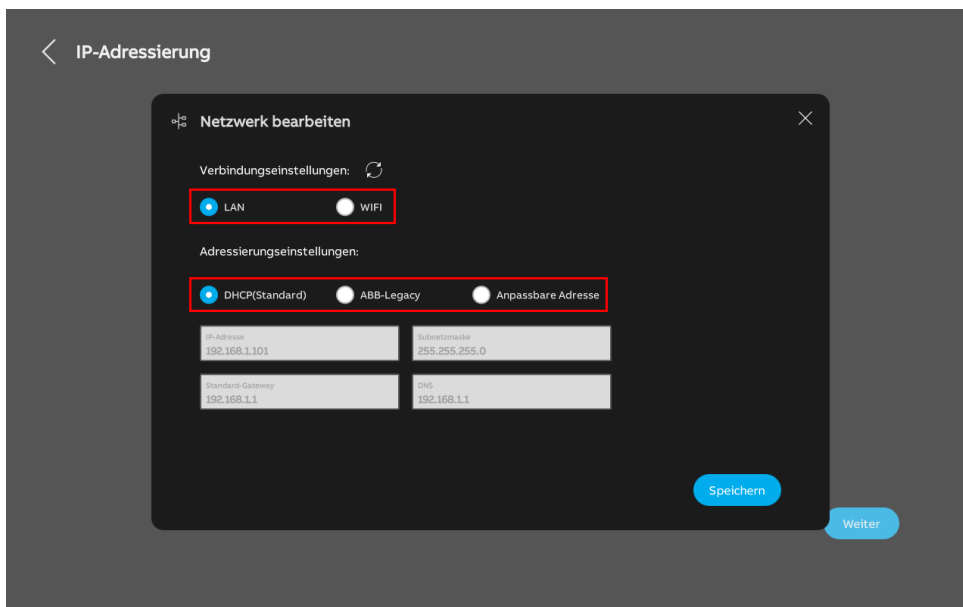 IP-Adressierung
Netzwerk bearbeiten
Verbindungseinstellungen:
LAN WIFI
Adressierungseinstellungen:
DHCP(Standard) ABB-Legacy Anpassbare Adresse
IP-Adresse Subnetzmaske
192.168.1.101 255.255.255.0
Standard-Gateway DNS
192.168.1.1 192.168.1.1
Speichern
Weiter